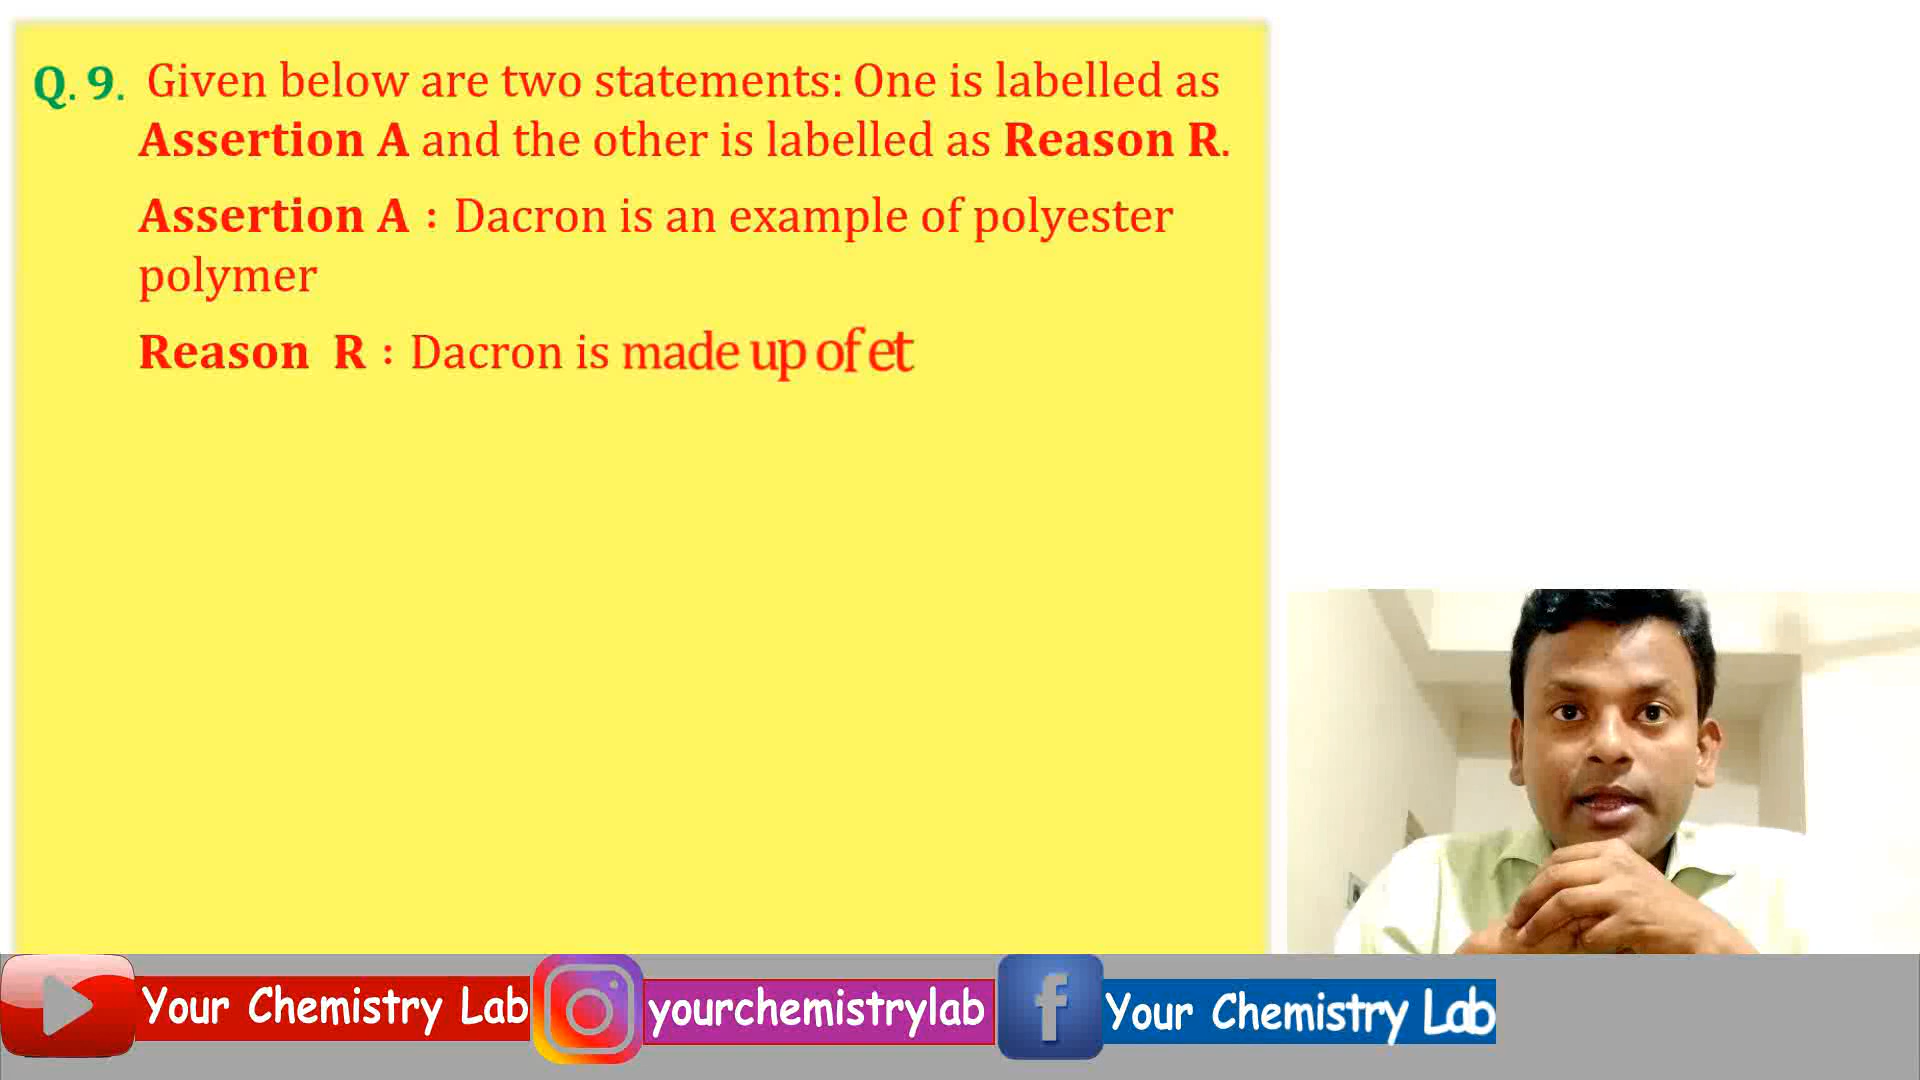 Q. 9. Given below are two statements: One is labelled as
Assertion A and the other is labelled as Reason R.
Assertion A : Dacron is an example of polyester
polymer
Reason R : Dacron is made up of et
Your Chemistry Lab
yourchemistrylab
Your Chemistry Lab